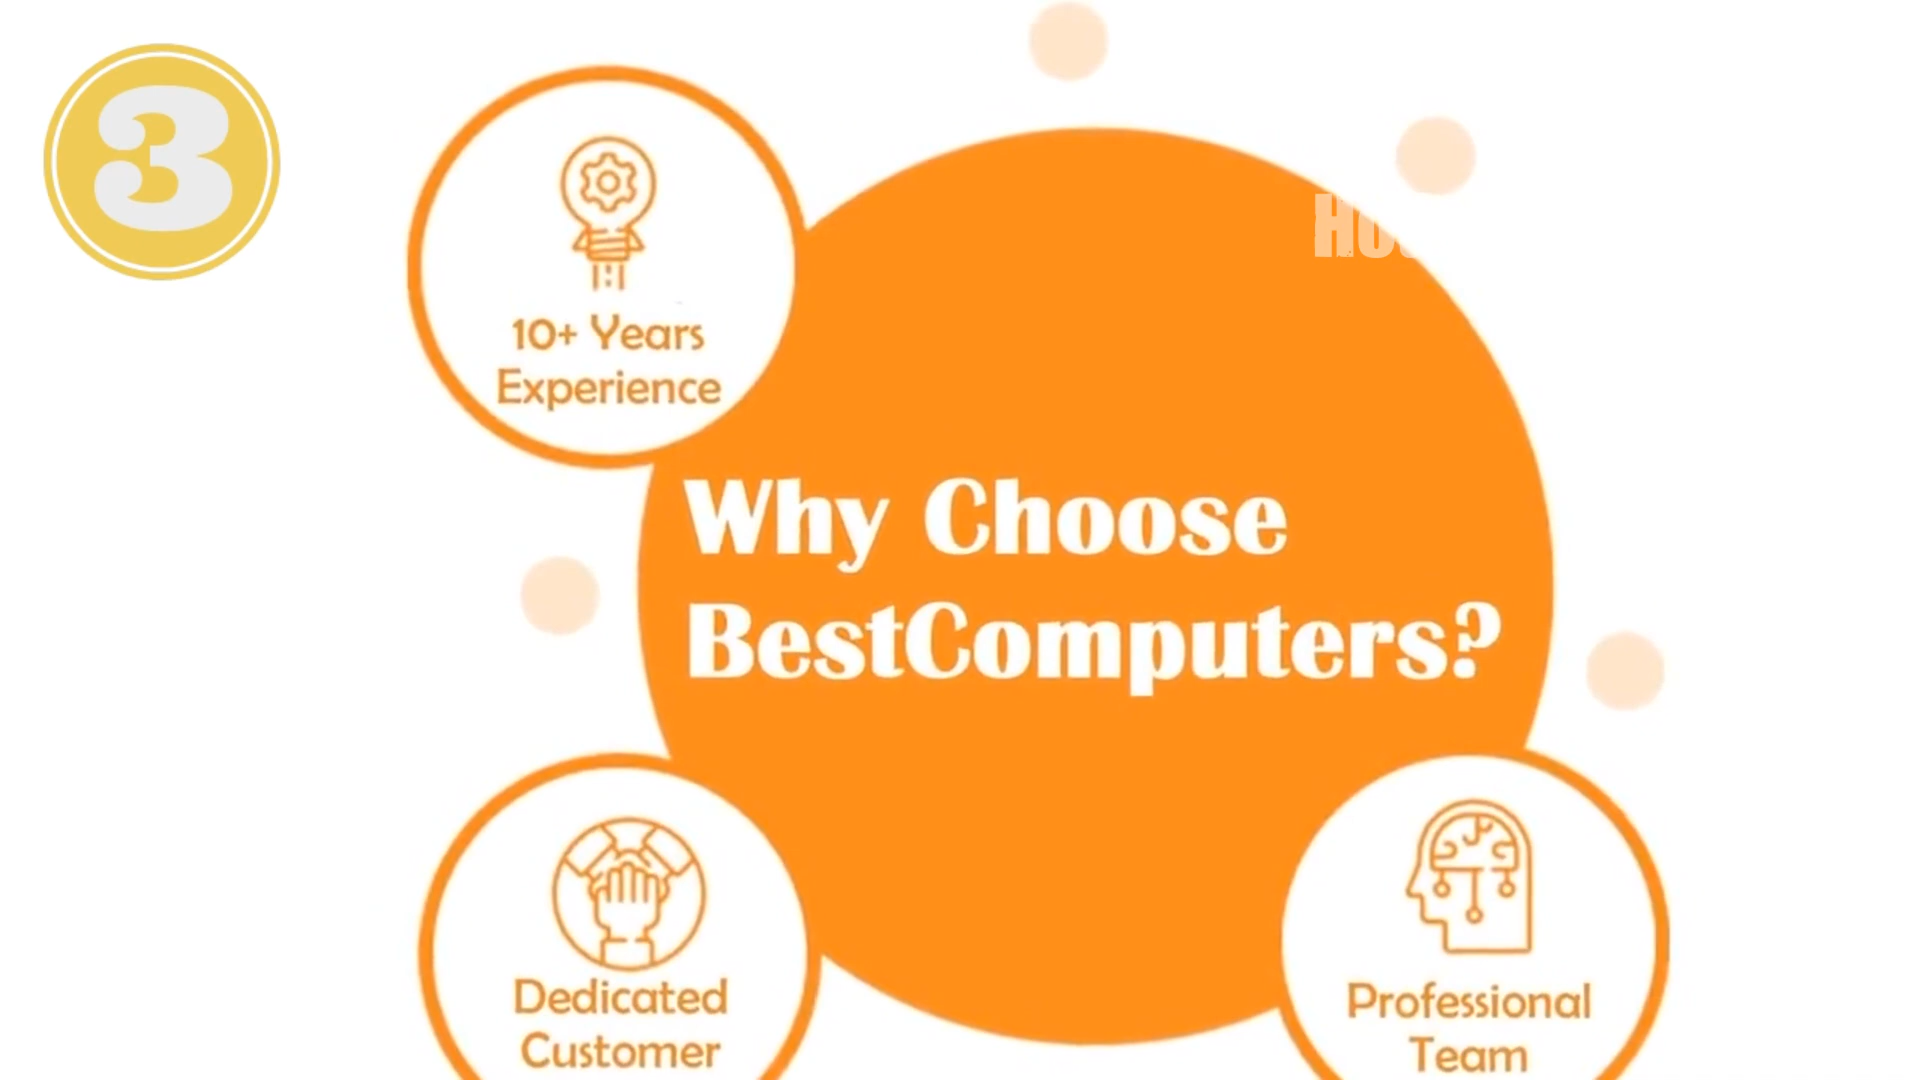 3
10+ Years
Experience
Why Choose
BestComputers?
Dedicated
Customer
Professional
Team